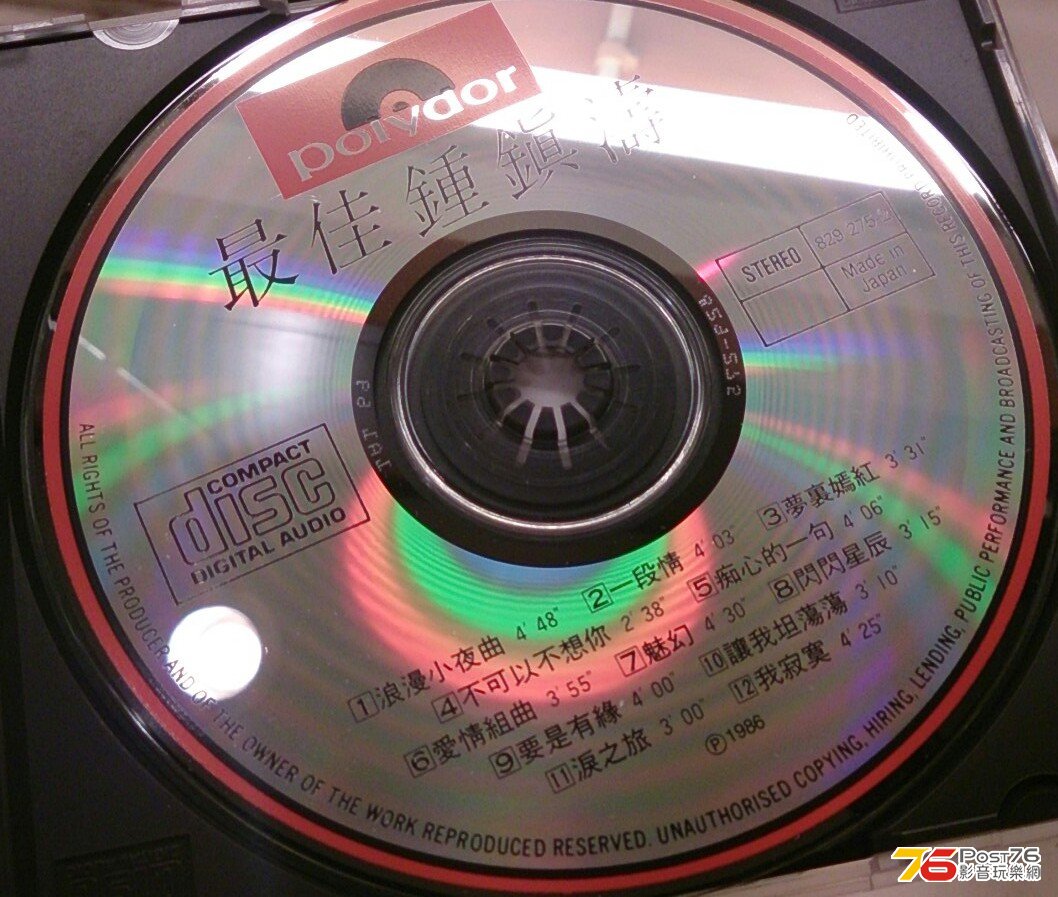 polydor
最佳鍾鎮濤
STEREO
829 275-2
Made in
Japan
COMPACT
disc
DIGITAL AUDIO
1 浪漫小夜曲 4'48" 2 一段情 4'03 3 夢裏嫣紅 3'31"
4 不可以不想你 2'38" 5 痴心的一句 4'06"
6 愛情組曲 3'55" 7 魅幻 4'30" 8 閃閃星辰 3'15"
9 要是有緣 4'00" 10 讓我坦蕩蕩 3'10"
11 淚之旅 3'00" 12 我寂寞 4'25"
℗1986
ALL RIGHTS OF THE PRODUCER AND OF THE OWNER OF THE WORK REPRODUCED RESERVED. UNAUTHORISED COPYING, HIRING, LENDING, PUBLIC PERFORMANCE AND BROADCASTING OF THIS RECORD PROHIBITED
76 Post76
影音玩樂網